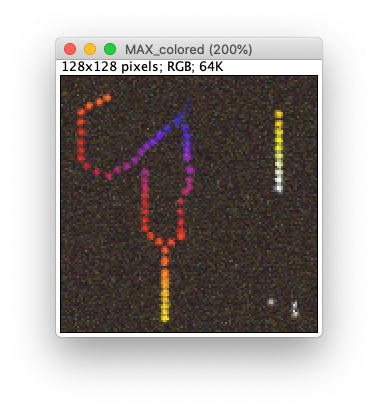 MAX_colored (200%)
128x128 pixels; RGB; 64K